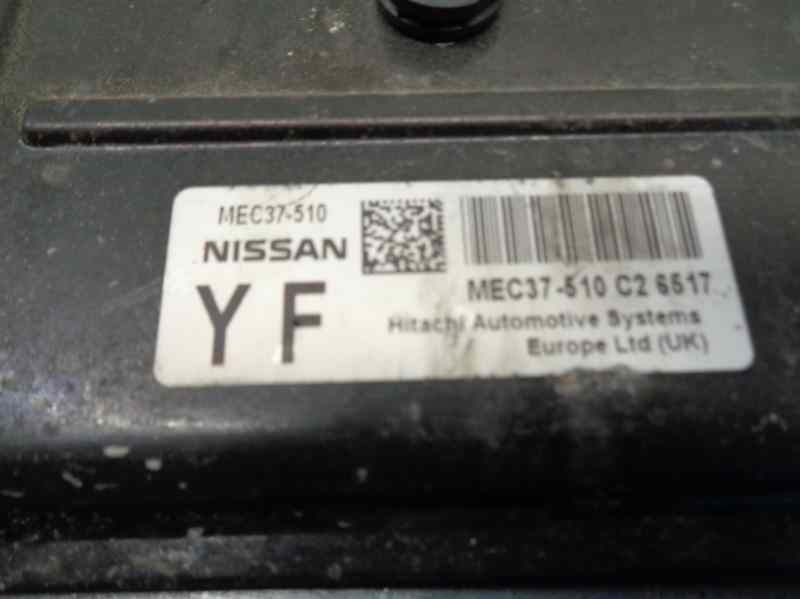 MEC37-510
NISSAN
YF
MEC37-510 C2 6517
Hitachi Automotive Systems
Europe Ltd (UK)